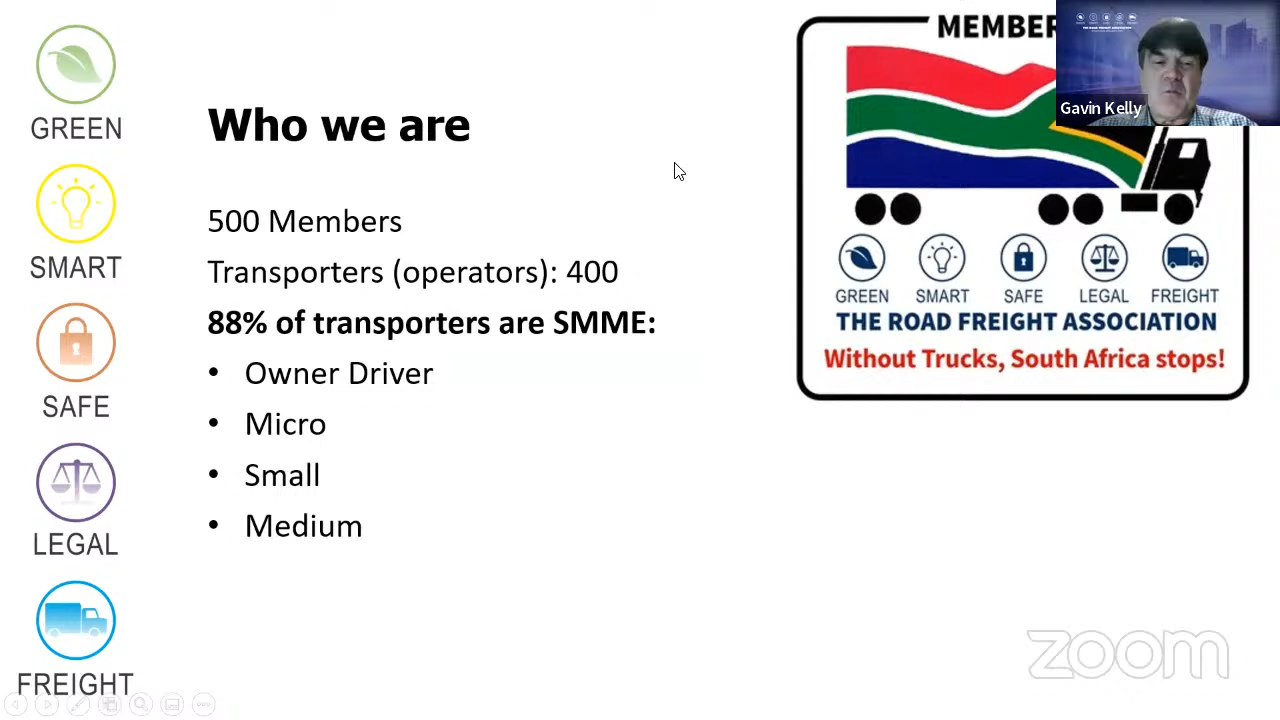 GREEN
SMART
SAFE
LEGAL
FREIGHT
Who we are
500 Members
Transporters (operators): 400
88% of transporters are SMME:
• Owner Driver
• Micro
• Small
• Medium
GREEN SMART SAFE LEGAL FREIGHT
THE ROAD FREIGHT ASSOCIATION
Without Trucks, South Africa stops!
Gavin Kelly
zoom